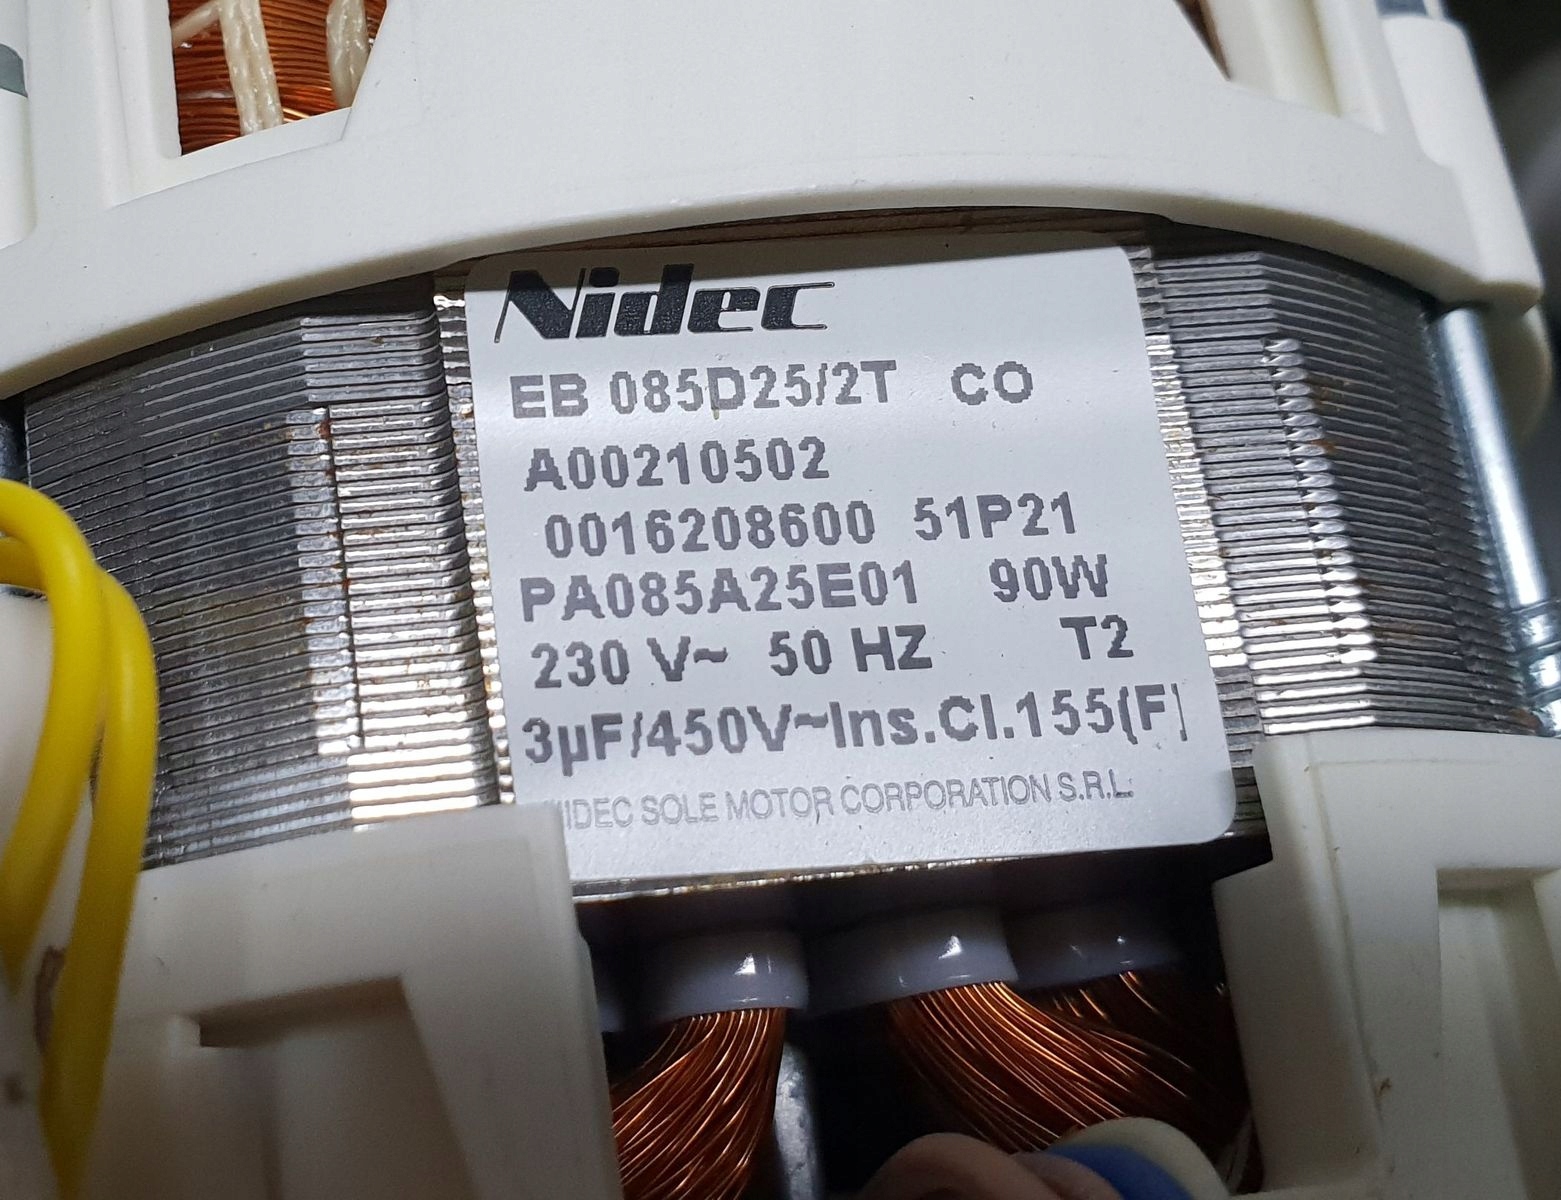 Nidec
EB 085D25/2T CO
A00210502
0016208600 51P21
PA085A25E01 90W
230 V~ 50 HZ T2
3µF/450V~Ins.Cl.155(F)
NIDEC SOLE MOTOR CORPORATION S.R.L.